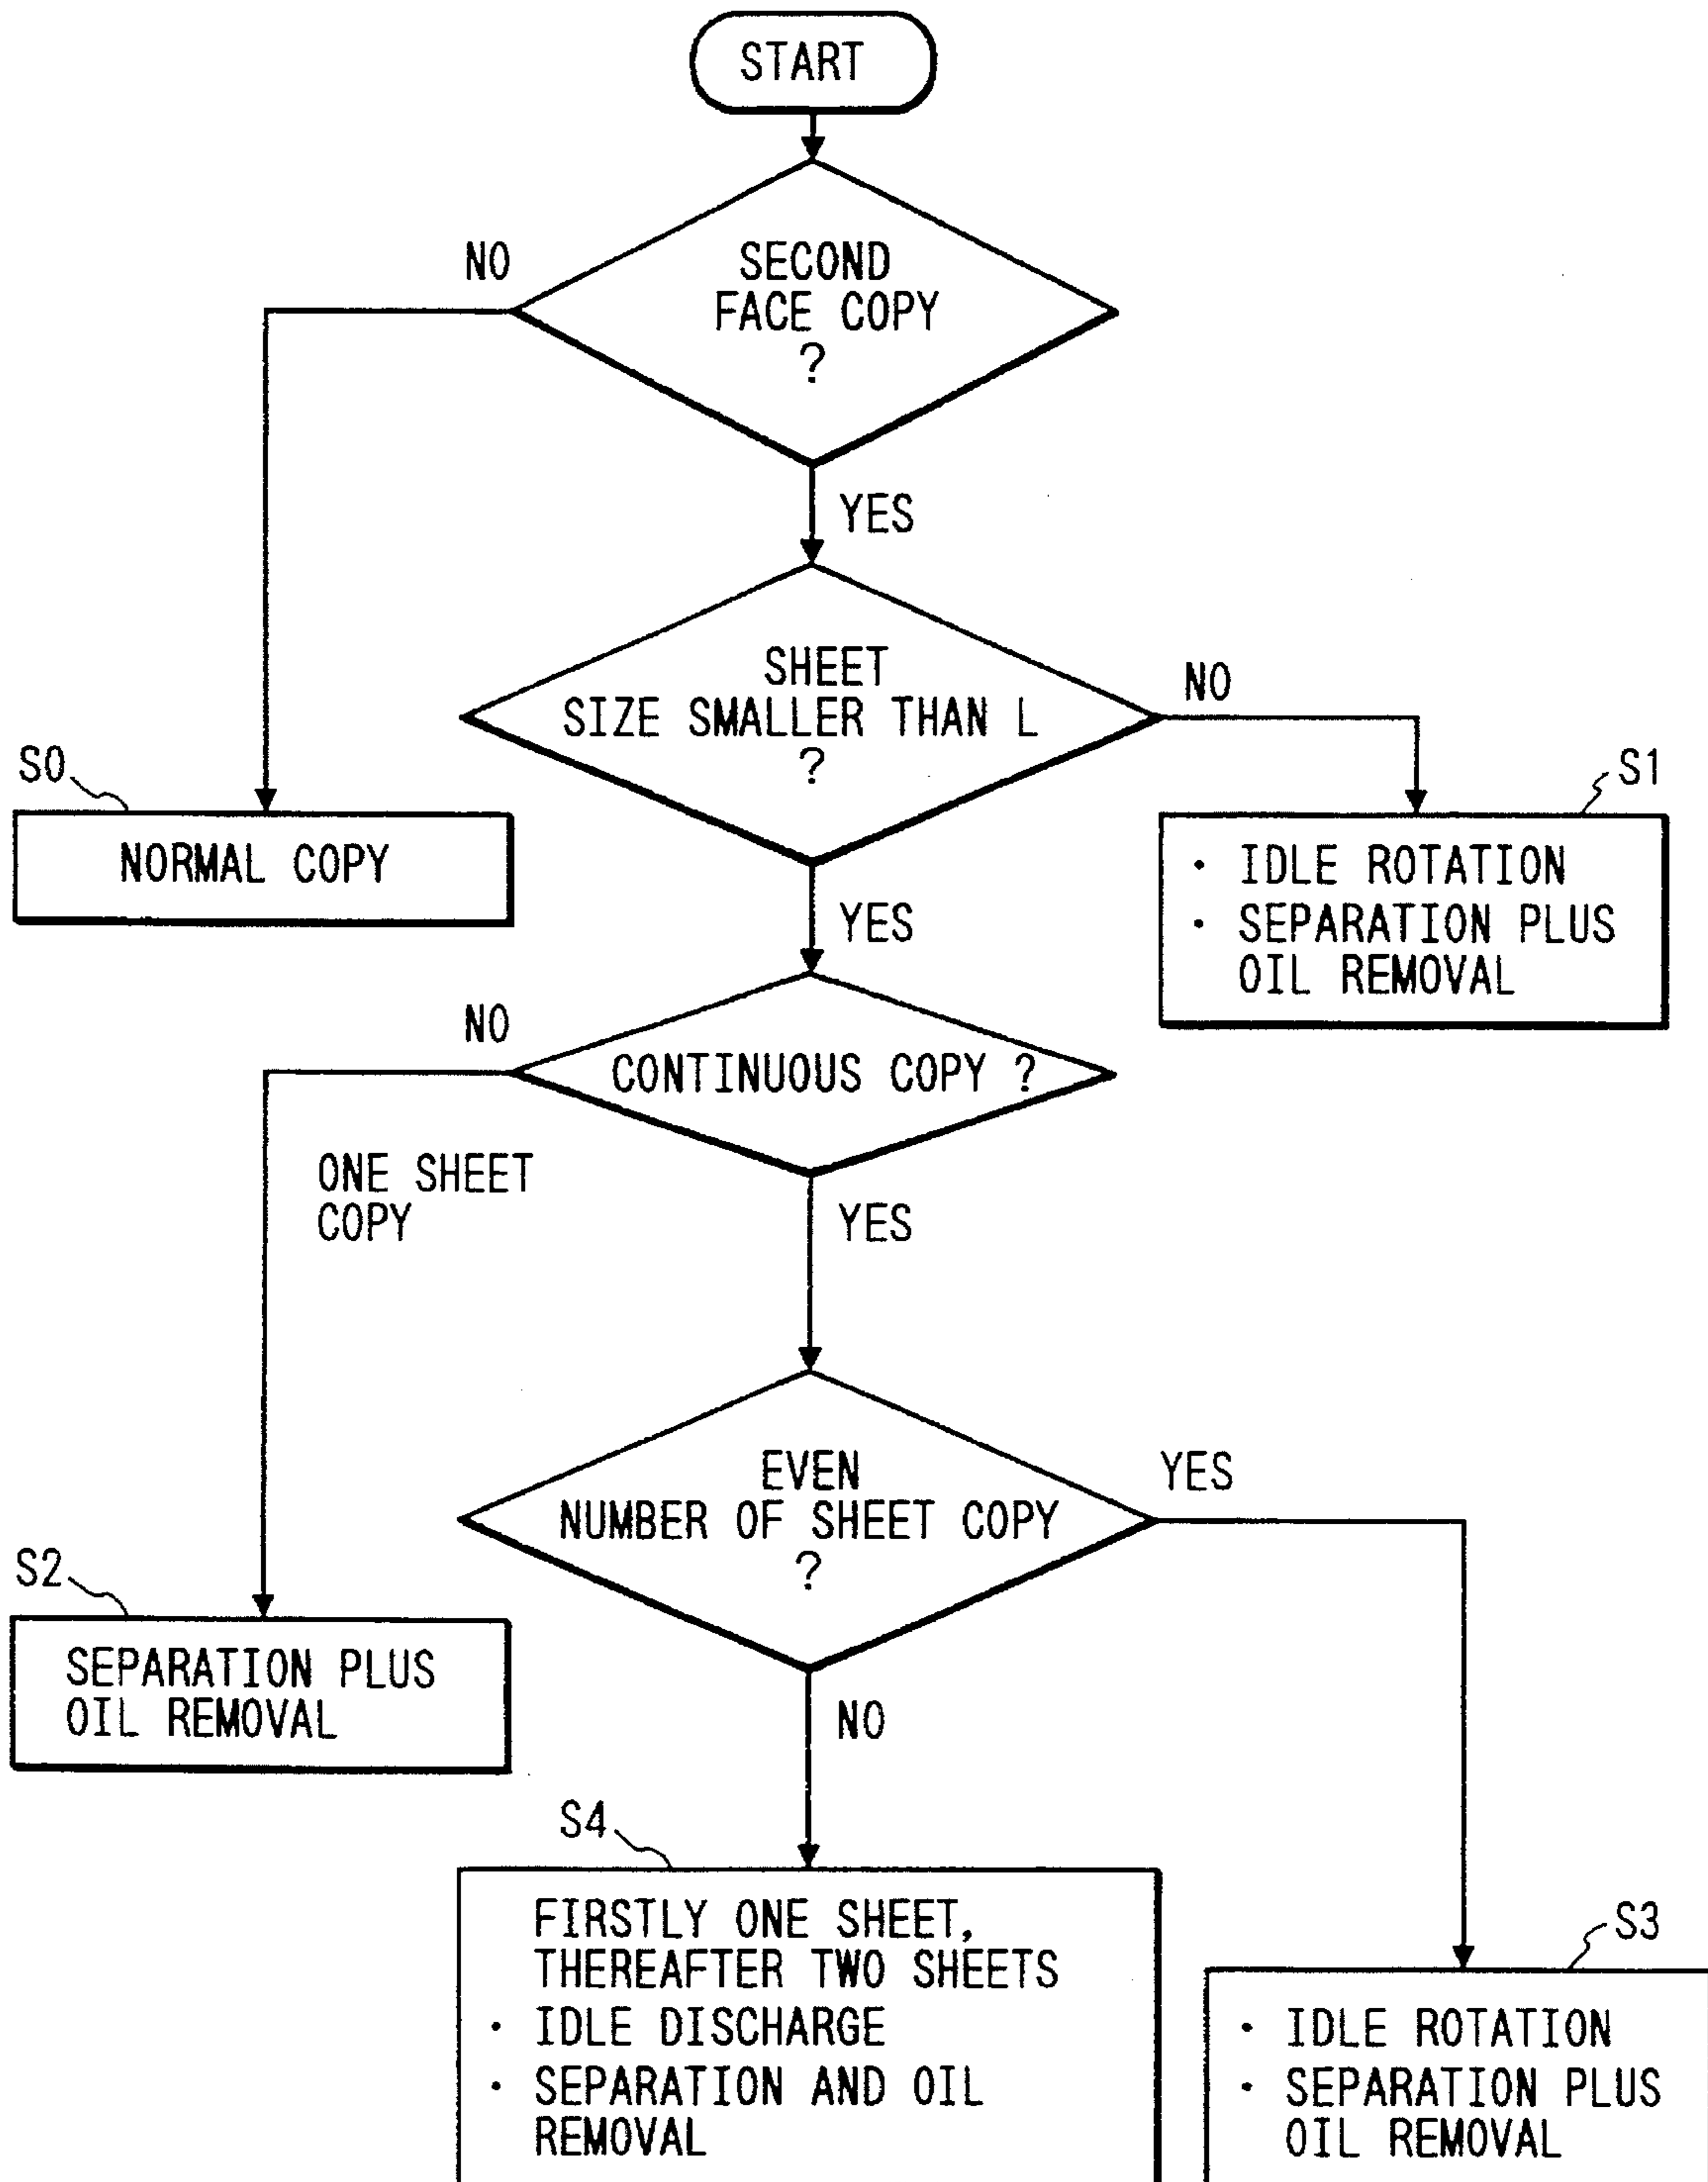 START
SECOND
FACE COPY
?
NO
YES
SHEET
SIZE SMALLER THAN L
?
NO
YES
S0
NORMAL COPY
S1
· IDLE ROTATION
· SEPARATION PLUS
OIL REMOVAL
CONTINUOUS COPY ?
NO
ONE SHEET
COPY
YES
EVEN
NUMBER OF SHEET COPY
?
YES
NO
S2
SEPARATION PLUS
OIL REMOVAL
S4
FIRSTLY ONE SHEET,
THEREAFTER TWO SHEETS
· IDLE DISCHARGE
· SEPARATION AND OIL
REMOVAL
S3
· IDLE ROTATION
· SEPARATION PLUS
OIL REMOVAL